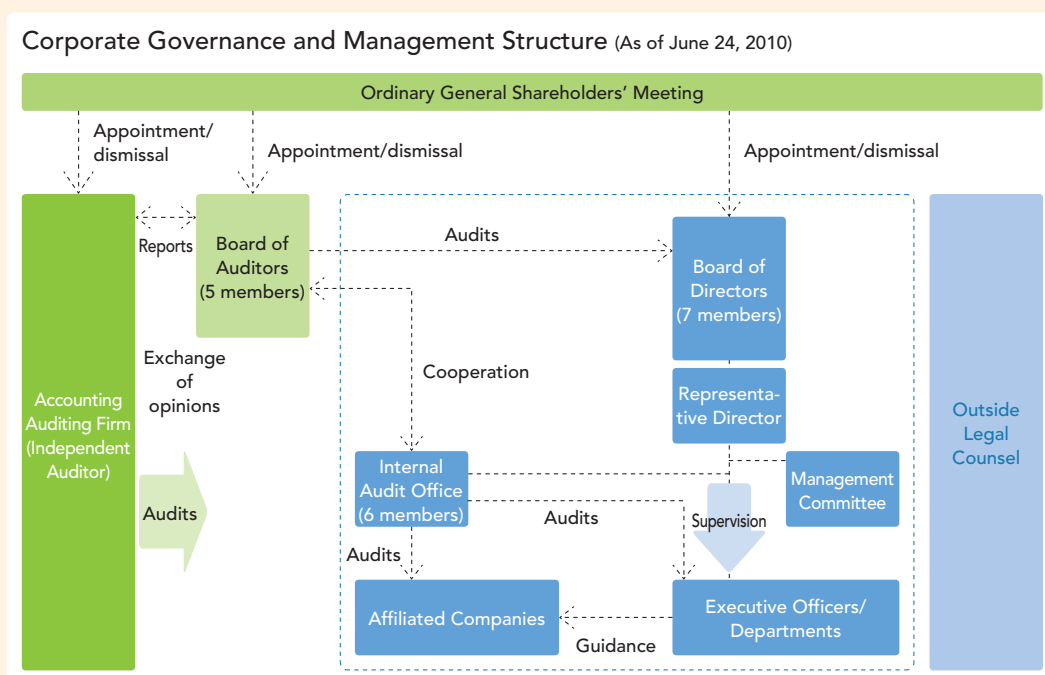 Corporate Governance and Management Structure (As of June 24, 2010)
Ordinary General Shareholders' Meeting
Appointment/
dismissal
Appointment/dismissal
Appointment/dismissal
Reports
Board of
Auditors
(5 members)
Audits
Board of
Directors
(7 members)
Exchange
of
opinions
Cooperation
Accounting
Auditing Firm
(Independent
Auditor)
Representa-
tive Director
Outside
Legal
Counsel
Internal
Audit Office
(6 members)
Management
Committee
Audits
Audits
Supervision
Audits
Affiliated Companies
Guidance
Executive Officers/
Departments